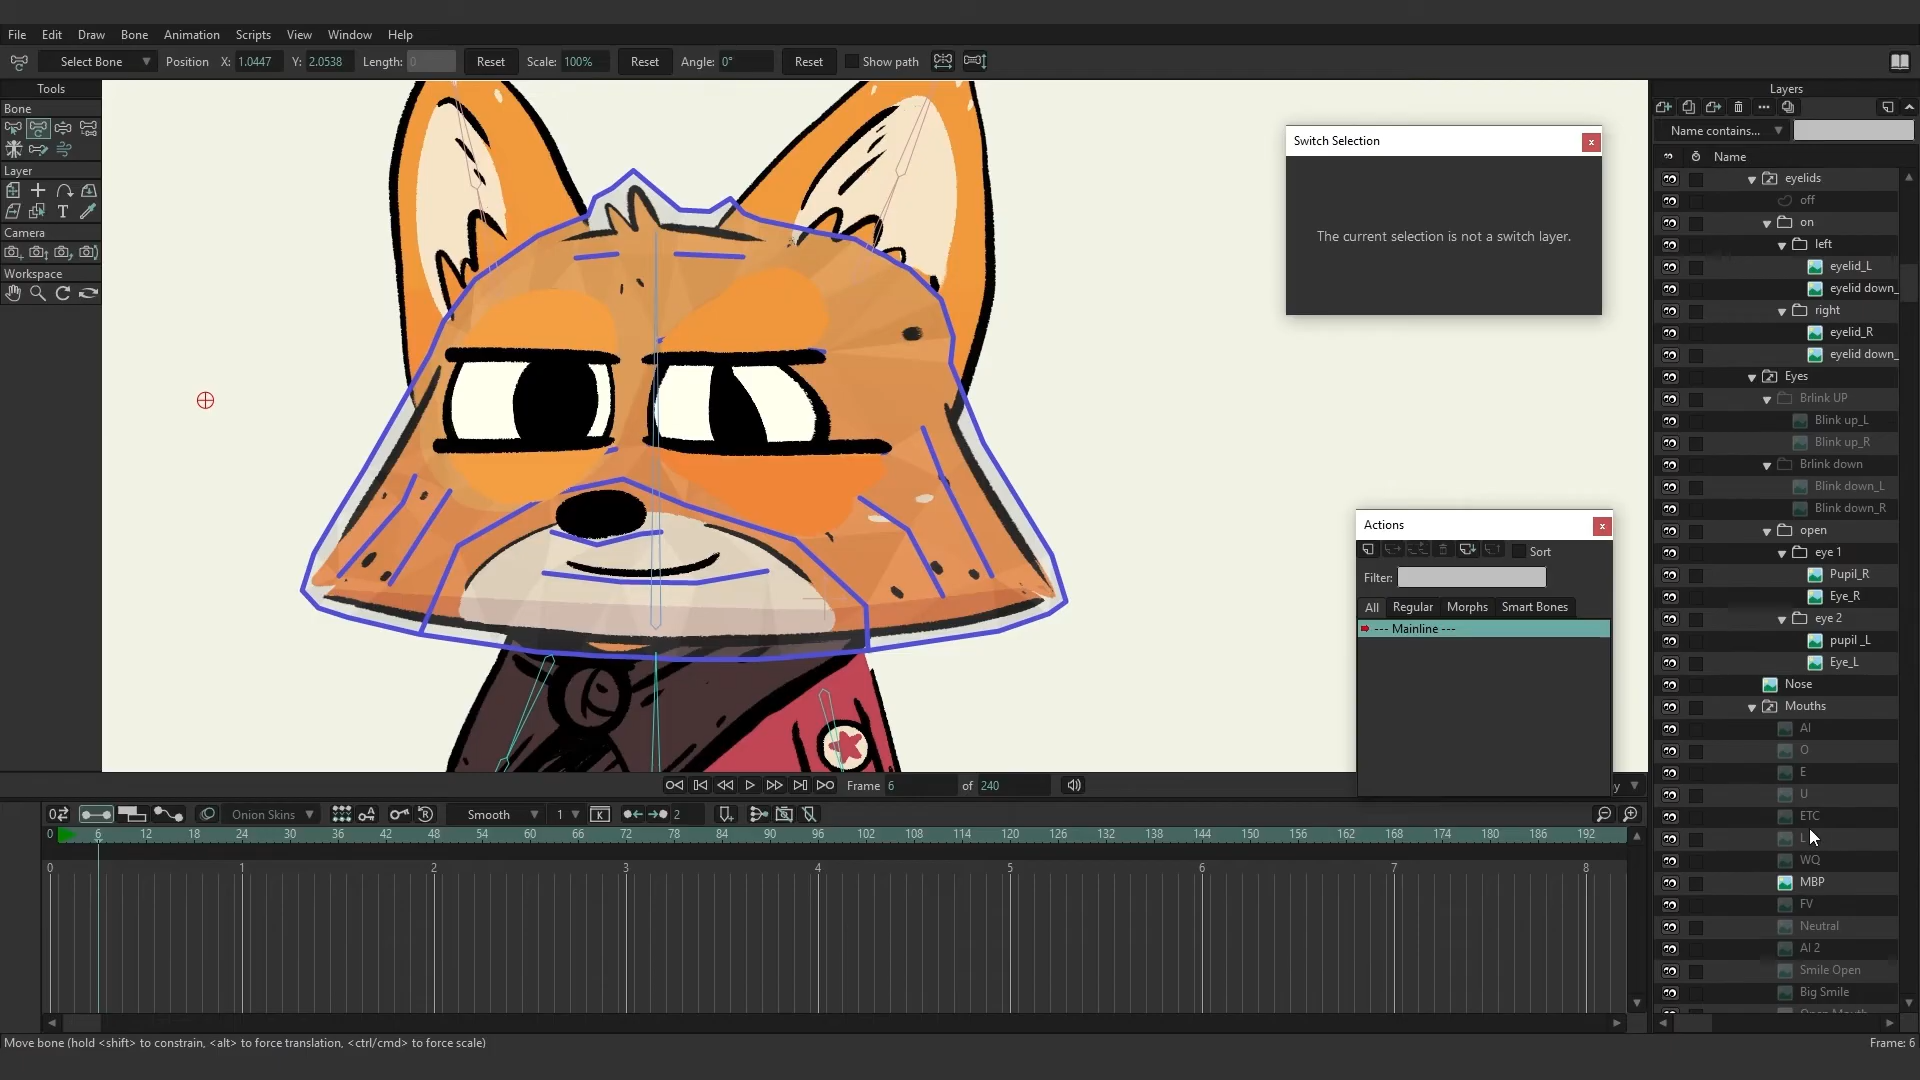 File Edit Draw Bone Animation Scripts View Window Help
Select Bone Position X: 1.0447 Y: 2.0538 Length: 0 Reset Scale: 100% Reset Angle: 0° Reset Show path
Tools
Bone
Layer
Camera
Workspace
Switch Selection
The current selection is not a switch layer.
Actions
Sort
Filter:
All Regular Morphs Smart Bones
--- Mainline ---
Layers
Name contains...
Name
eyelids
off
on
left
eyelid_L
eyelid down_
right
eyelid_R
eyelid down_
Eyes
Brlink UP
Blink up_L
Blink up_R
Brlink down
Blink down_L
Blink down_R
open
eye 1
Pupil_R
Eye_R
eye 2
pupil _L
Eye_L
Nose
Mouths
AI
O
E
U
ETC
L
WQ
MBP
FV
Neutral
AI 2
Smile Open
Big Smile
Frame 6 of 240
Onion Skins Smooth 1 2
0 6 12 18 24 30 36 42 48 54 60 66 72 78 84 90 96 102 108 114 120 126 132 138 144 150 156 162 168 174 180 186 192
0 1 2 3 4 5 6 7 8
Move bone (hold <shift> to constrain, <alt> to force translation, <ctrl/cmd> to force scale)
Frame: 6